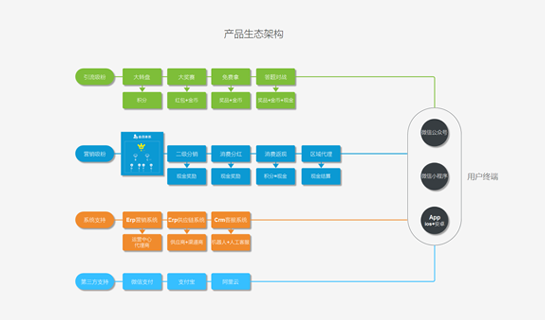 产品生态架构
引流吸粉
大转盘
大奖赛
免费拿
答题对战
积分
红包+金币
奖品+金币
奖品+金币+现金
微信公众号
营销吸粉
二级分销
消费分红
消费返现
区域代理
现金奖励
现金奖励
积分+现金
现金结算
微信小程序
用户终端
系统支持
Erp营销系统
Erp供应链系统
Crm客服系统
运营中心
代理商
供应商+渠道商
机器人+人工客服
App
ios+安卓
第三方支持
微信支付
支付宝
阿里云